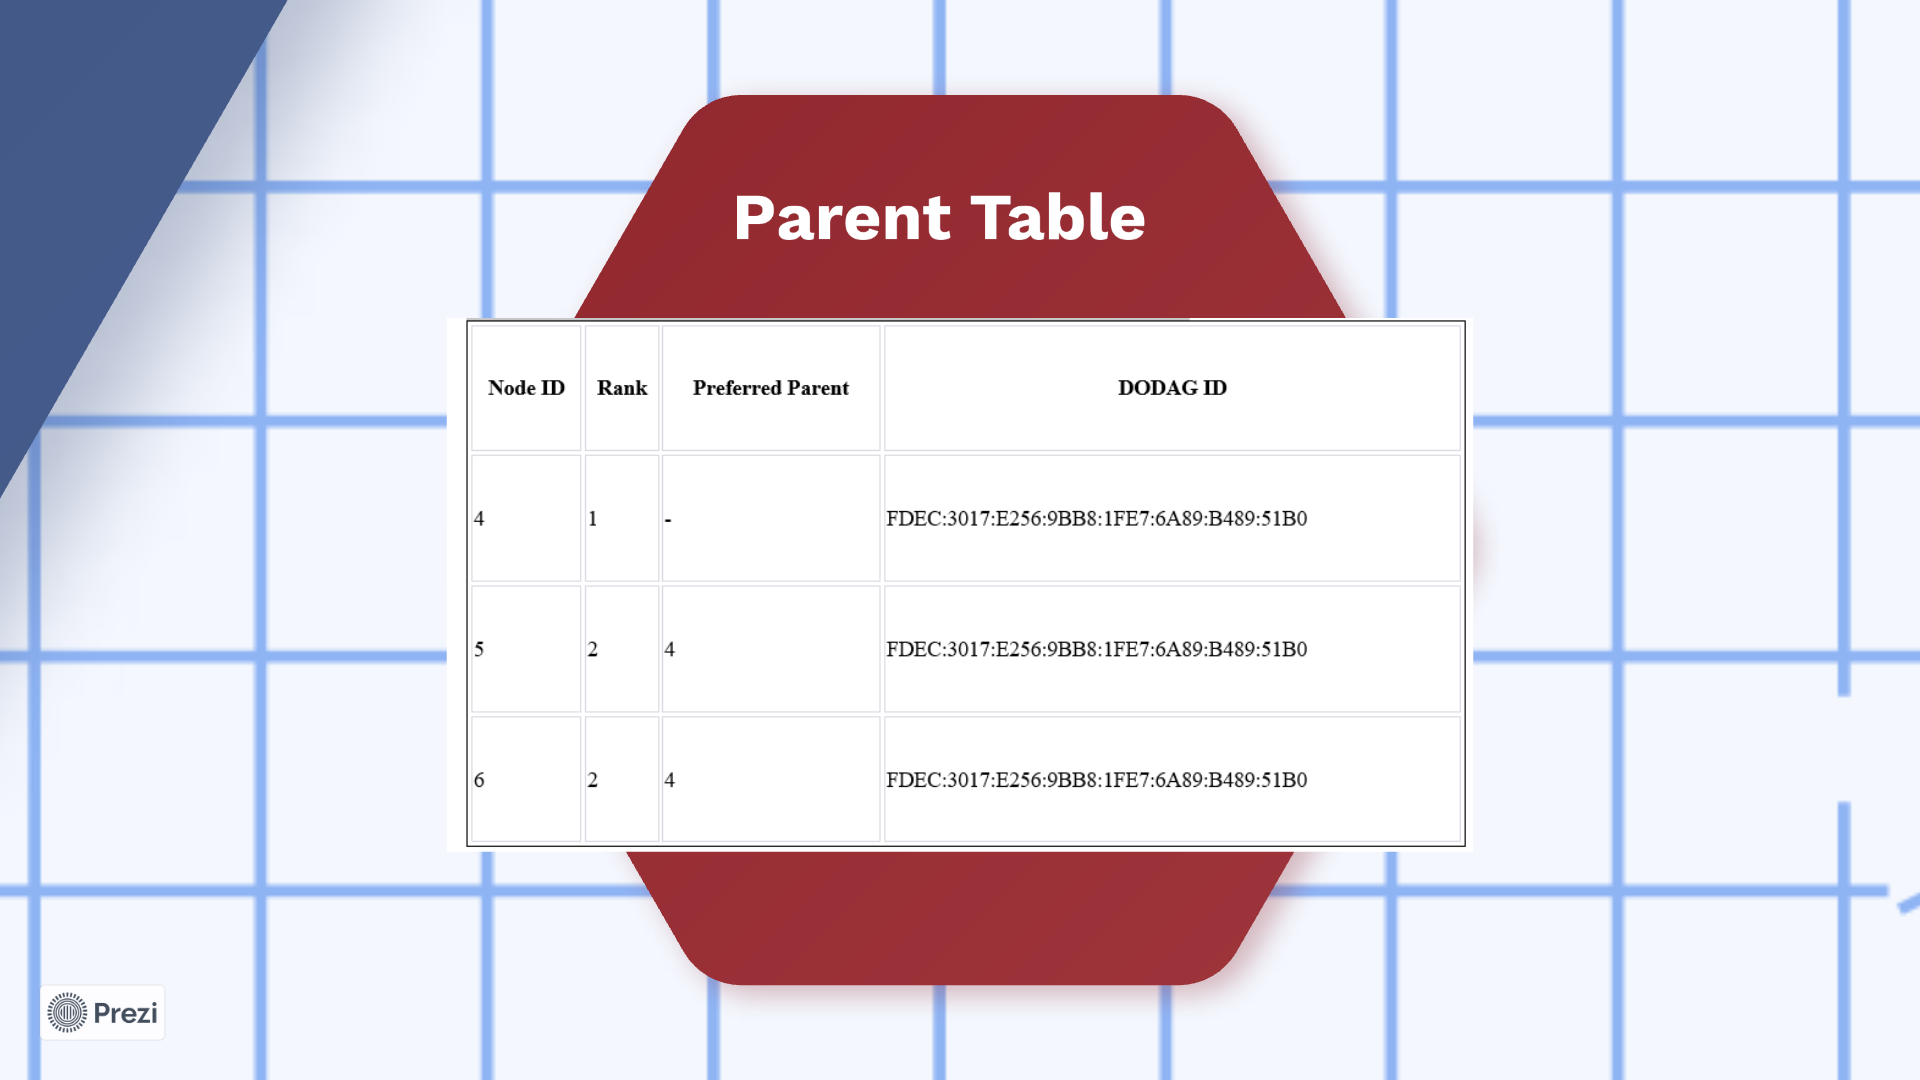 Parent Table
Node ID Rank Preferred Parent DODAG ID
4 1 - FDEC:3017:E256:9BB8:1FE7:6A89:B489:51B0
5 2 4 FDEC:3017:E256:9BB8:1FE7:6A89:B489:51B0
6 2 4 FDEC:3017:E256:9BB8:1FE7:6A89:B489:51B0
Prezi